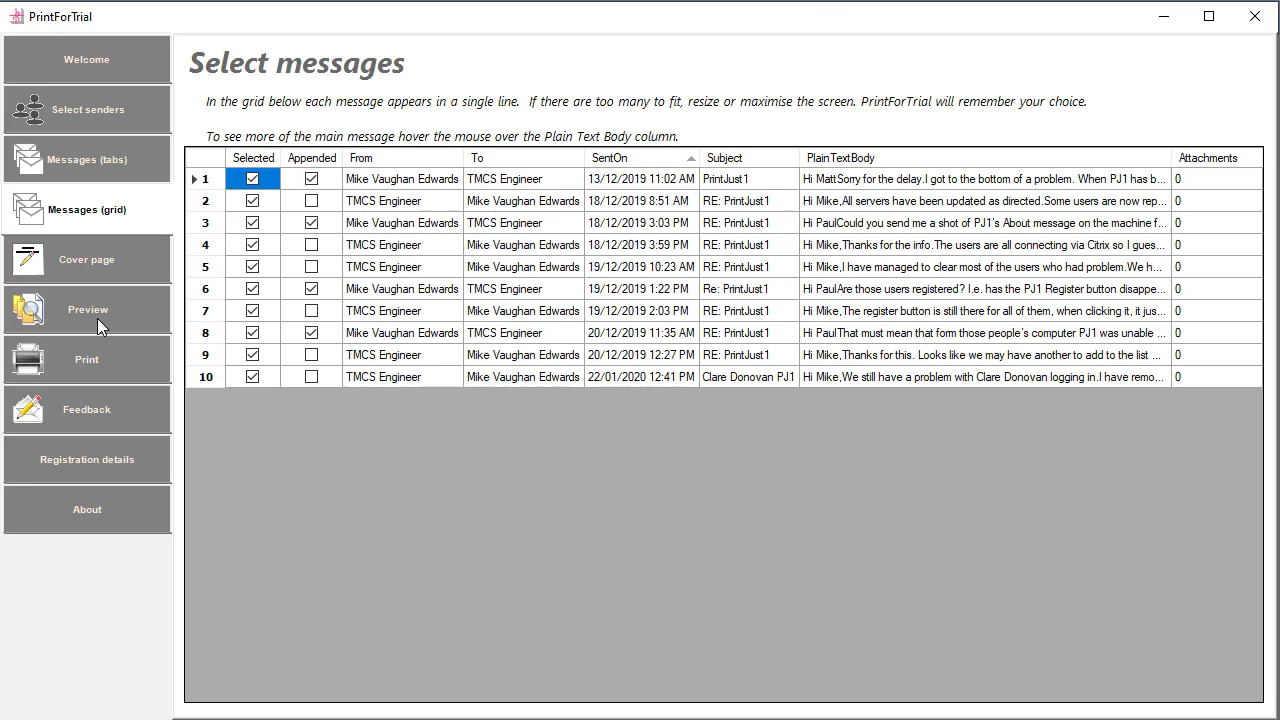 PrintForTrial
Welcome
Select senders
Messages (tabs)
Messages (grid)
Cover page
Preview
Print
Feedback
Registration details
About
Select messages
In the grid below each message appears in a single line. If there are too many to fit, resize or maximise the screen. PrintForTrial will remember your choice.
To see more of the main message hover the mouse over the Plain Text Body column.
Selected Appended From To SentOn Subject PlainTextBody Attachments
1 Mike Vaughan Edwards TMCS Engineer 13/12/2019 11:02 AM PrintJust1 Hi MattSorry for the delay.I got to the bottom of a problem. When PJ1 has b... 0
2 TMCS Engineer Mike Vaughan Edwards 18/12/2019 8:51 AM RE: PrintJust1 Hi Mike,All servers have been updated as directed.Some users are now rep... 0
3 Mike Vaughan Edwards TMCS Engineer 18/12/2019 3:03 PM RE: PrintJust1 Hi PaulCould you send me a shot of PJ1's About message on the machine f... 0
4 TMCS Engineer Mike Vaughan Edwards 18/12/2019 3:59 PM RE: PrintJust1 Hi Mike,Thanks for the info.The users are all connecting via Citrix so I gues... 0
5 TMCS Engineer Mike Vaughan Edwards 19/12/2019 10:23 AM RE: PrintJust1 Hi Mike,I have managed to clear most of the users who had problem.We h... 0
6 Mike Vaughan Edwards TMCS Engineer 19/12/2019 1:22 PM Re: PrintJust1 Hi PaulAre those users registered? I.e. has the PJ1 Register button disappe... 0
7 TMCS Engineer Mike Vaughan Edwards 19/12/2019 2:03 PM RE: PrintJust1 Hi Mike,The register button is still there for all of them, when clicking it, it jus... 0
8 Mike Vaughan Edwards TMCS Engineer 20/12/2019 11:35 AM RE: PrintJust1 Hi PaulThat must mean that form those people's computer PJ1 was unable ... 0
9 TMCS Engineer Mike Vaughan Edwards 20/12/2019 12:27 PM RE: PrintJust1 Hi Mike,Thanks for this. Looks like we may have another to add to the list ... 0
10 TMCS Engineer Mike Vaughan Edwards 22/01/2020 12:41 PM Clare Donovan PJ1 Hi Mike,We still have a problem with Clare Donovan logging in.I have remo... 0